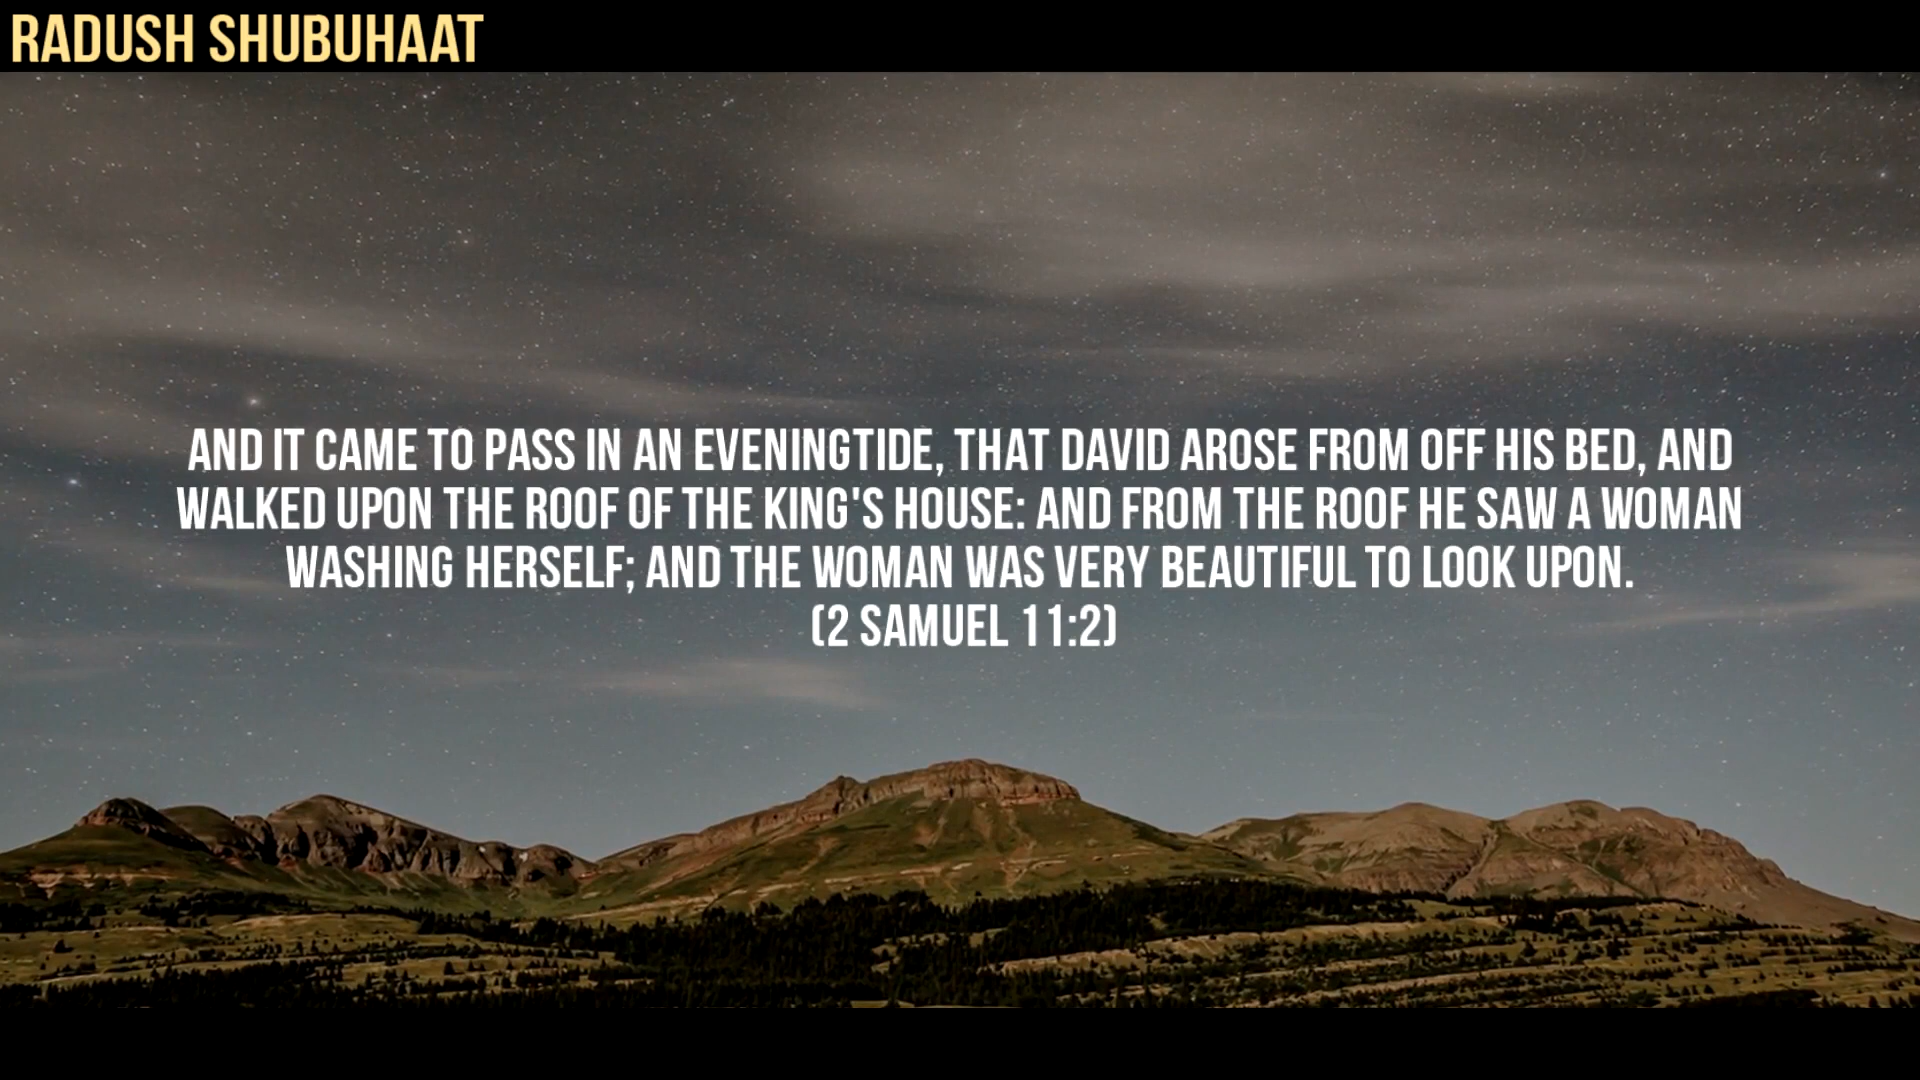 RADUSH SHUBUHAAT
AND IT CAME TO PASS IN AN EVENINGTIDE, THAT DAVID AROSE FROM OFF HIS BED, AND
WALKED UPON THE ROOF OF THE KING'S HOUSE: AND FROM THE ROOF HE SAW A WOMAN
WASHING HERSELF; AND THE WOMAN WAS VERY BEAUTIFUL TO LOOK UPON.
(2 SAMUEL 11:2)